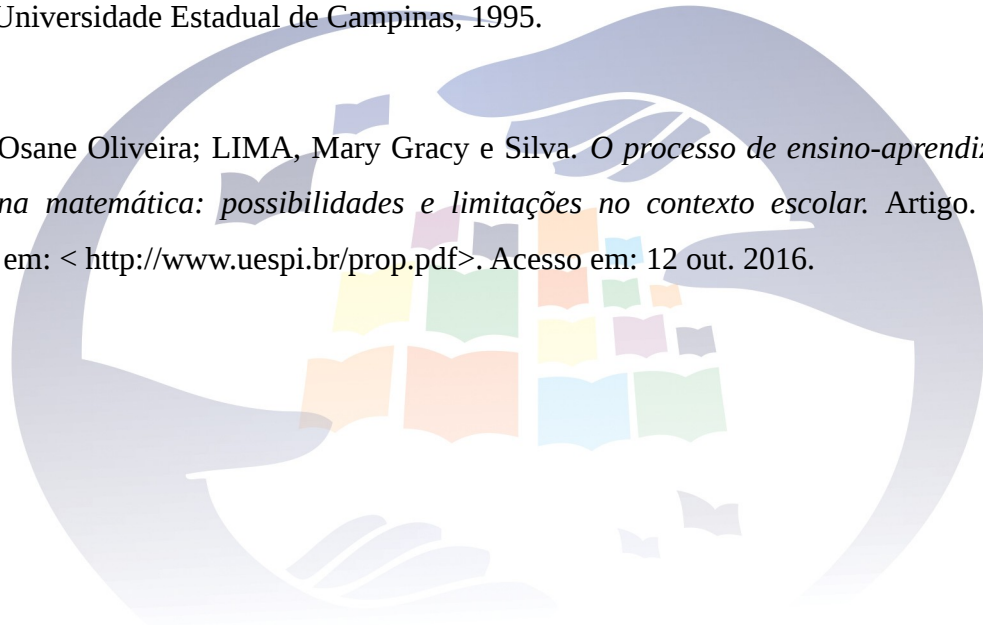 Universidade Estadual de Campinas, 1995.
Osane Oliveira; LIMA, Mary Gracy e Silva. O processo de ensino-aprendiz
na matemática: possibilidades e limitações no contexto escolar. Artigo.
em: < http://www.uespi.br/prop.pdf>. Acesso em: 12 out. 2016.